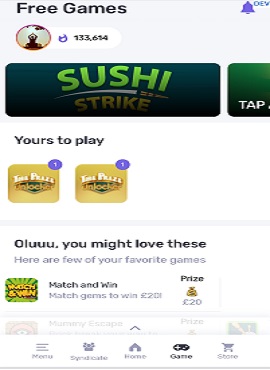 Free Games
DEV
133,614
SUSHI
STRIKE
TAP
Yours to play
1
1
THE PRIZE
Unlocker
THE PRIZE
Unlocker
Oluuu, you might love these
Here are few of your favorite games
MATCH
&WIN
Match and Win
Match gems to win £20!
Prize
£20
Mummy Escape
Prize
Menu
Syndicate
Home
Game
Store